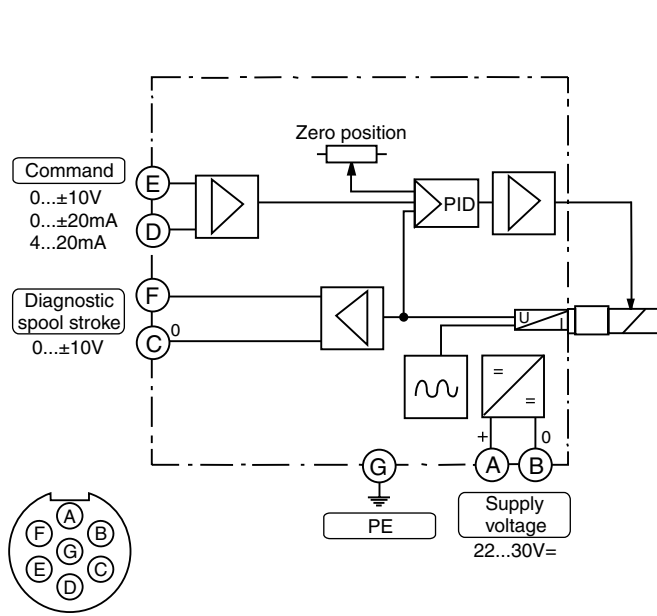 Zero position
Command
0...±10V
0...±20mA
4...20mA
E
D
PID
Diagnostic
spool stroke
0...±10V
F
C
0
U
L
=
=
+
0
G
A
B
PE
Supply
voltage
22...30V=
A
F
B
G
E
C
D